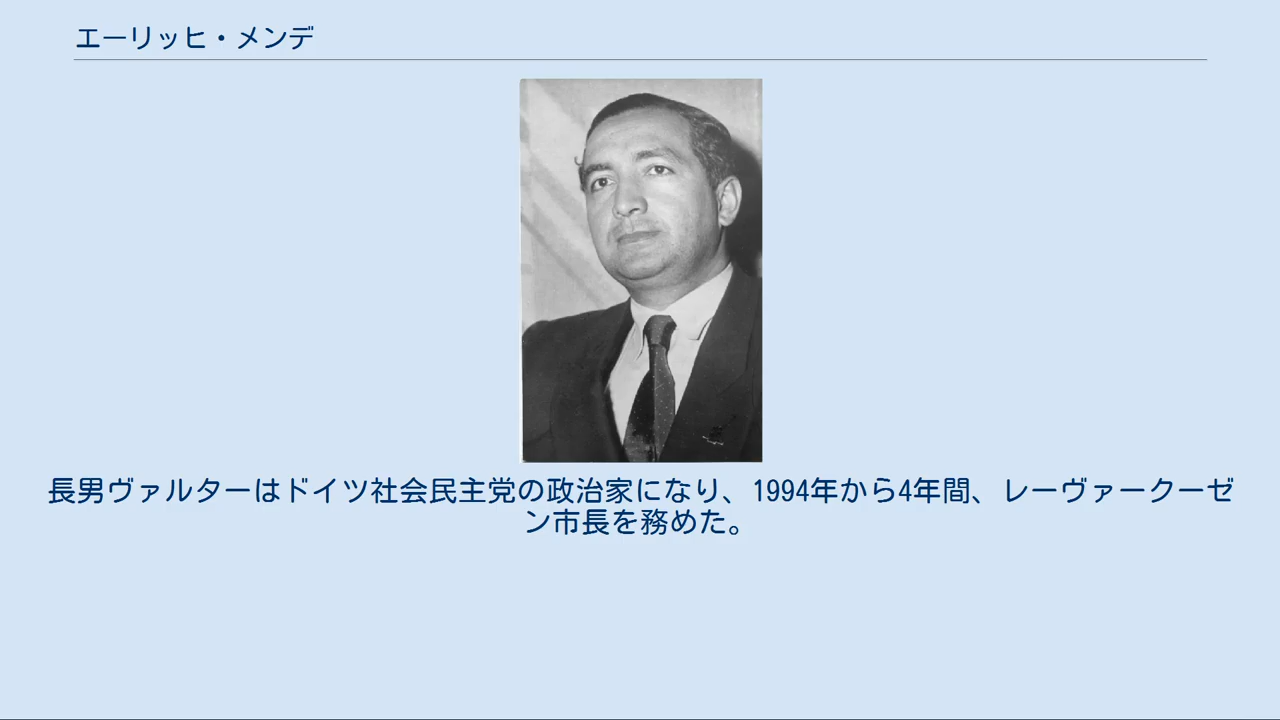 エーリッヒ・メンデ
長男ヴァルターはドイツ社会民主党の政治家になり、1994年から4年間、レーヴァークーゼ
ン市長を務めた。